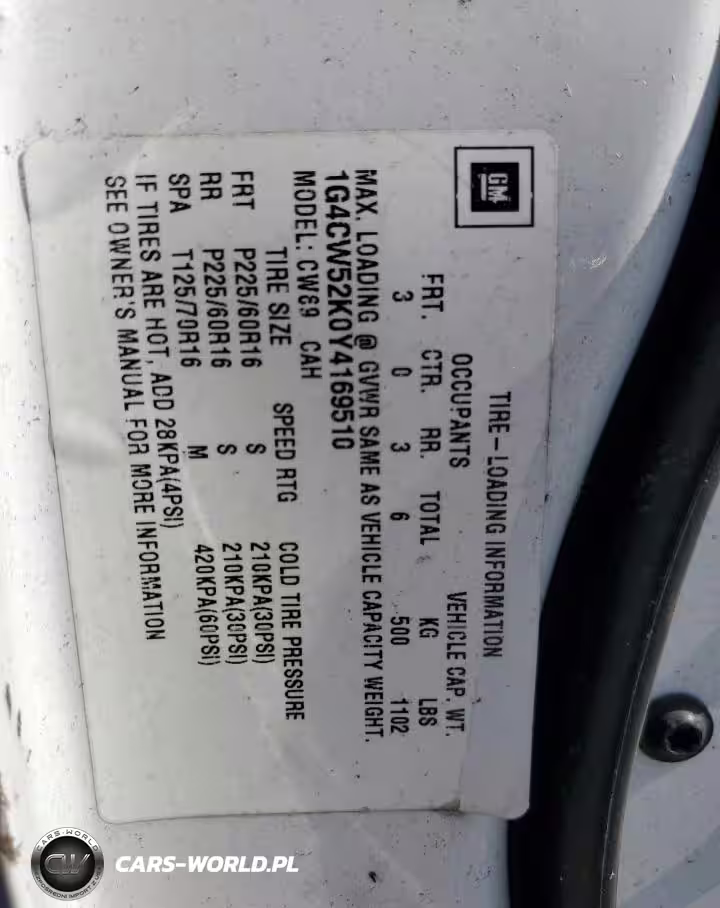 GM
TIRE-LOADING INFORMATION
OCCUPANTS VEHICLE CAP. WT.
FRT. CTR. RR. TOTAL KG LBS
3 0 3 6 500 1102
MAX. LOADING @ GVWR SAME AS VEHICLE CAPACITY WEIGHT.
1G4CW52K0Y4169510
MODEL: CW69 CAH
TIRE SIZE SPEED RTG COLD TIRE PRESSURE
FRT P225/60R16 S 210KPA(30PSI)
RR P225/60R16 S 210KPA(30PSI)
SPA T125/70R16 M 420KPA(60PSI)
IF TIRES ARE HOT, ADD 28KPA(4PSI)
SEE OWNER'S MANUAL FOR MORE INFORMATION
CARS-WORLD
CW
CARS-WORLD.PL